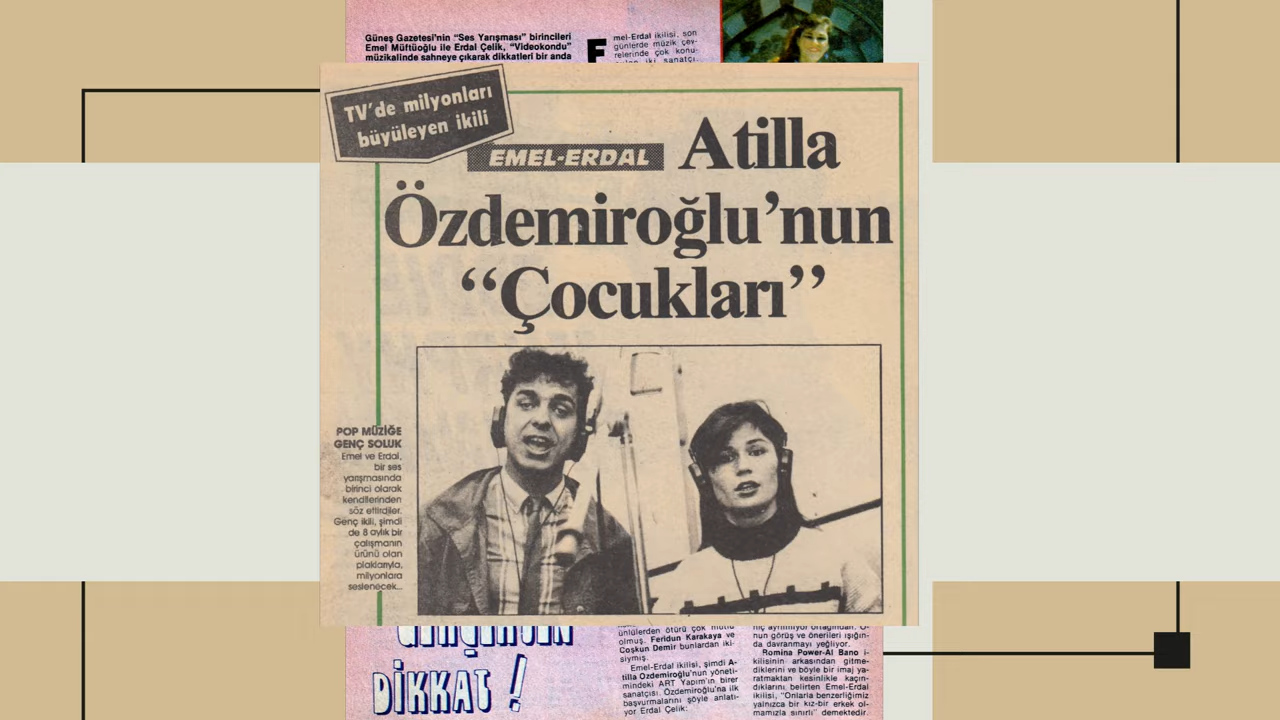 Güneş Gazetesi'nin "Ses Yarışması" birincileri
Emel Müftüoğlu ile Erdal Çelik, "Videokondu"
müzikalinde sahneye çıkarak dikkatleri bir anda
mel-Erdal ikilisi, son
günlerde müzik çev-
relerinde çok konu-
TV'de milyonları
büyüleyen ikili
EMEL-ERDAL
Atilla
Özdemiroğlu'nun
"Çocukları"
POP MÜZİĞE
GENÇ SOLUK
Emel ve Erdal,
bir ses
yarışmasında
birinci olarak
kendilerinden
söz ettirdiler.
Genç ikili, şimdi
de 8 aylık bir
çalışmanın
ürünü olan
plaklarıyla,
milyonlara
seslenecek...
DİKKAT!
ünlülerden ötürü çok mutlu
olmuş. Feridun Karakaya ve
Coşkun Demir bunlardan iki-
siymiş.
Emel-Erdal ikilisi, şimdi A-
tilla Özdemiroğlu'nun yöneti-
mindeki ART Yapım'ın birer
sanatçısı. Özdemiroğlu'na ilk
başvurmalarını şöyle anlatı-
yor Erdal Çelik:
hiç ayrılmıyor ortağından. O-
nun görüş ve önerileri ışığın-
da davranmayı yeğliyor.
Romina Power-Al Bano i-
kilisinin arkasından gitme-
diklerini ve böyle bir imaj ya-
ratmaktan kesinlikle kaçın-
dıklarını belirten Emel-Erdal
ikilisi, "Onlarla benzerliğimiz
yalnızca bir kız-bir erkek ol-
mamızla sınırlı" demektedir.